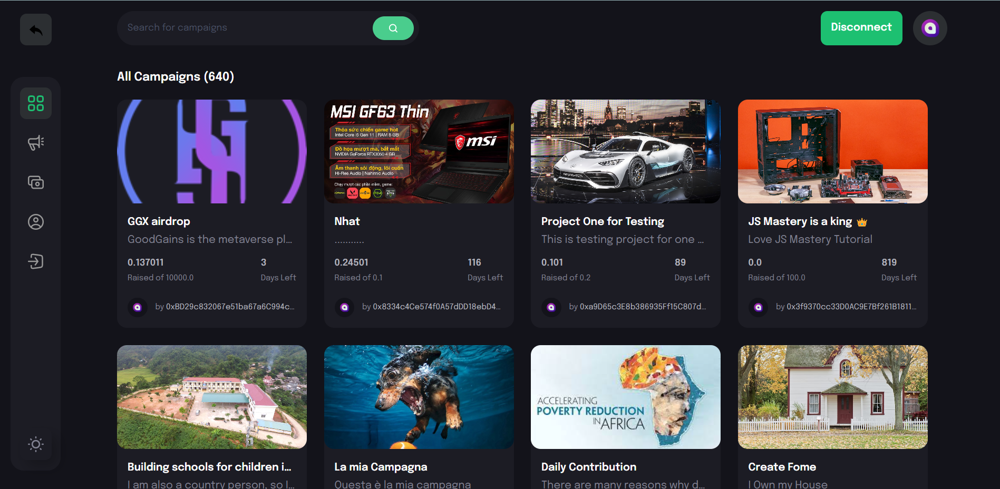 Search for campaigns
Disconnect
All Campaigns (640)
MSI GF63 Thin
Thỏa sức chiến game hot
Intel Core i5 Gen 11 | RAM 8 GB
Đồ họa mượt mà, bắt mắt
NVIDIA GeForce RTX3050 4 GB
Âm thanh sôi động, lôi cuốn
Hi-Res Audio | Nahimic Audio
Chạy mượt các phần mềm, game:
msi
GGX airdrop
GoodGains is the metaverse pl...
0.137011
3
Raised of 10000.0
Days Left
by 0xBD29c832067e51ba67a6C994c...
Nhat
...........
0.24501
116
Raised of 0.1
Days Left
by 0x8334c4Ce574f0A57dDD18ebD4...
Project One for Testing
This is testing project for one ...
0.101
89
Raised of 0.2
Days Left
by 0xa9D65c3E8b386935Ff15C807d...
JS Mastery is a king 👑
Love JS Mastery Tutorial
0.0
819
Raised of 100.0
Days Left
by 0x3f9370cc33D0AC9E7Bf261B1811...
ACCELERATING
POVERTY REDUCTION
IN AFRICA
Building schools for children i...
I am also a country person, so I...
La mia Campagna
Questa è la mia campagna
Daily Contribution
There are many reasons why d...
Create Fome
I Own my House